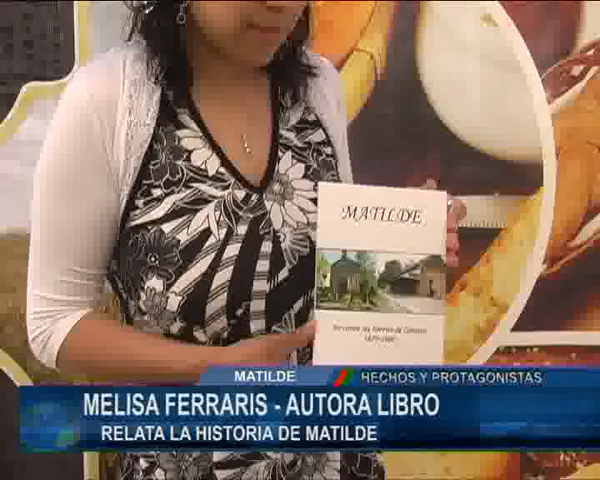 MATILDE
MATILDE
HECHOS Y PROTAGONISTAS
MELISA FERRARIS - AUTORA LIBRO
RELATA LA HISTORIA DE MATILDE